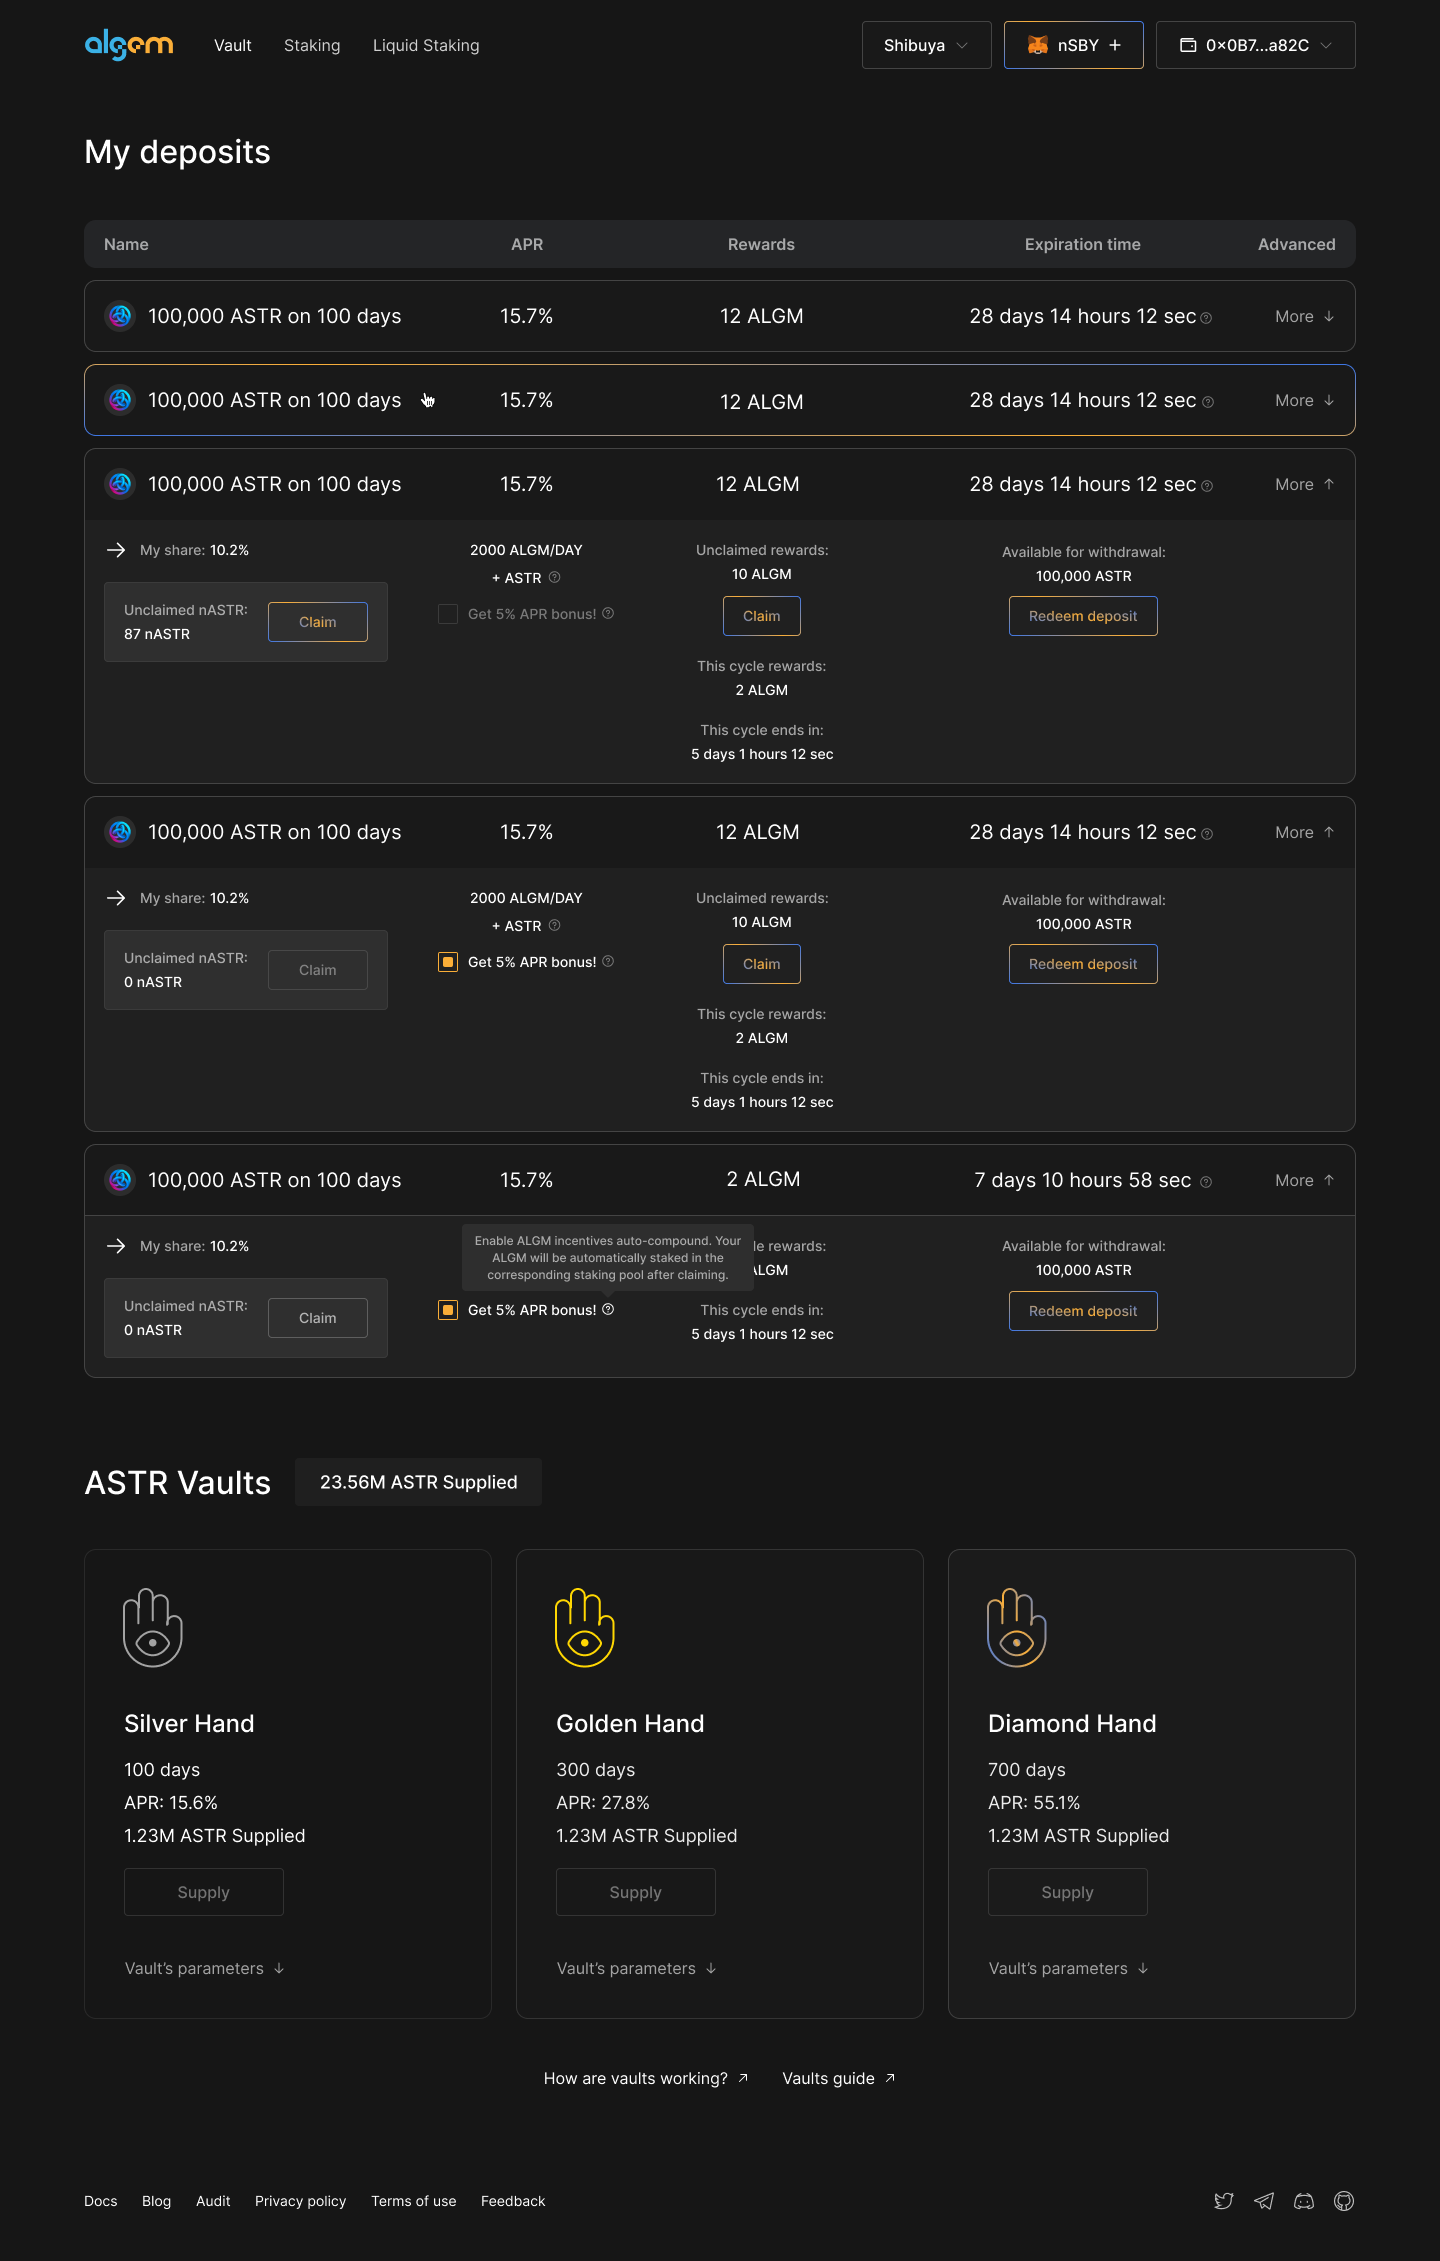 algem
Vault
Staking
Liquid Staking
Shibuya
nSBY +
0x0B7...a82C
My deposits
Name
APR
Rewards
Expiration time
Advanced
100,000 ASTR on 100 days
15.7%
12 ALGM
28 days 14 hours 12 sec
More ↓
100,000 ASTR on 100 days
15.7%
12 ALGM
28 days 14 hours 12 sec
More ↓
100,000 ASTR on 100 days
15.7%
12 ALGM
28 days 14 hours 12 sec
More ↑
My share: 10.2%
Unclaimed nASTR:
87 nASTR
Claim
2000 ALGM/DAY
+ ASTR
Get 5% APR bonus!
Unclaimed rewards:
10 ALGM
Claim
This cycle rewards:
2 ALGM
This cycle ends in:
5 days 1 hours 12 sec
Available for withdrawal:
100,000 ASTR
Redeem deposit
100,000 ASTR on 100 days
15.7%
12 ALGM
28 days 14 hours 12 sec
More ↑
My share: 10.2%
Unclaimed nASTR:
0 nASTR
Claim
2000 ALGM/DAY
+ ASTR
Get 5% APR bonus!
Unclaimed rewards:
10 ALGM
Claim
This cycle rewards:
2 ALGM
This cycle ends in:
5 days 1 hours 12 sec
Available for withdrawal:
100,000 ASTR
Redeem deposit
100,000 ASTR on 100 days
15.7%
2 ALGM
7 days 10 hours 58 sec
More ↑
My share: 10.2%
Unclaimed nASTR:
0 nASTR
Claim
Enable ALGM incentives auto-compound. Your
ALGM will be automatically staked in the
corresponding staking pool after claiming.
Get 5% APR bonus!
le rewards:
ALGM
This cycle ends in:
5 days 1 hours 12 sec
Available for withdrawal:
100,000 ASTR
Redeem deposit
ASTR Vaults
23.56M ASTR Supplied
Silver Hand
100 days
APR: 15.6%
1.23M ASTR Supplied
Supply
Vault’s parameters ↓
Golden Hand
300 days
APR: 27.8%
1.23M ASTR Supplied
Supply
Vault’s parameters ↓
Diamond Hand
700 days
APR: 55.1%
1.23M ASTR Supplied
Supply
Vault’s parameters ↓
How are vaults working? ↗
Vaults guide ↗
Docs
Blog
Audit
Privacy policy
Terms of use
Feedback